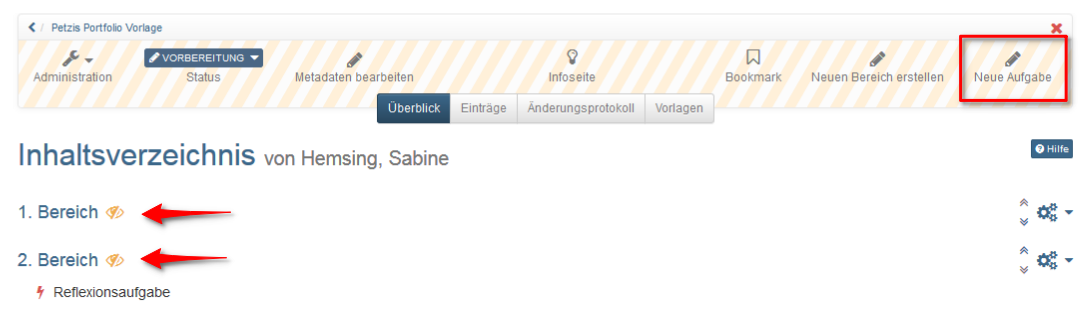 / Petzis Portfolio Vorlage
Administration
VORBEREITUNG
Status
Metadaten bearbeiten
Infoseite
Bookmark
Neuen Bereich erstellen
Neue Aufgabe
Überblick Einträge Änderungsprotokoll Vorlagen
Inhaltsverzeichnis von Hemsing, Sabine
Hilfe
1. Bereich
2. Bereich
Reflexionsaufgabe